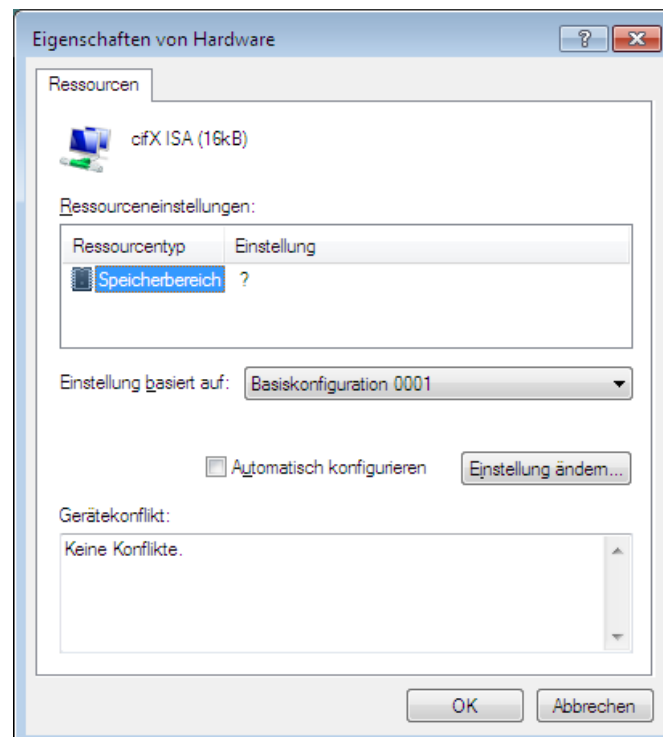 Eigenschaften von Hardware
Ressourcen
cifX ISA (16kB)
Ressourceneinstellungen:
Ressourcentyp Einstellung
Speicherbereich ?
Einstellung basiert auf: Basiskonfiguration 0001
Automatisch konfigurieren Einstellung ändern...
Gerätekonflikt:
Keine Konflikte.
OK Abbrechen